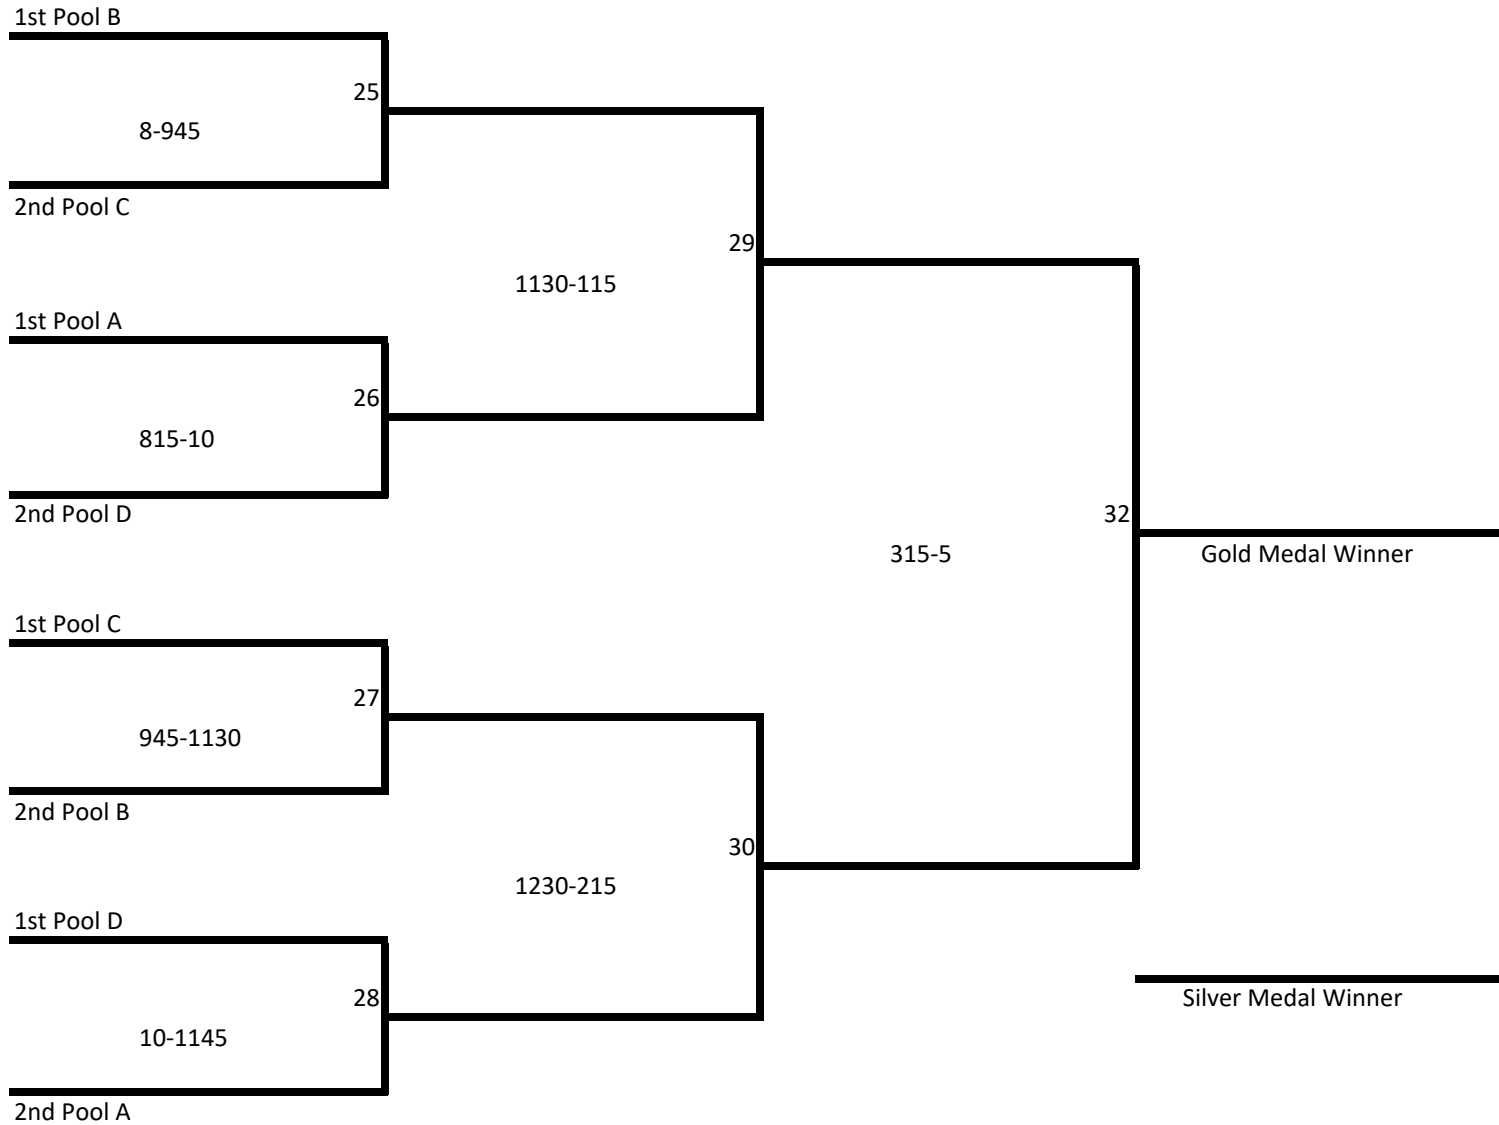 1st Pool B
25
8-945
2nd Pool C
29
1130-115
1st Pool A
26
815-10
2nd Pool D
32
315-5
Gold Medal Winner
1st Pool C
27
945-1130
2nd Pool B
30
1230-215
1st Pool D
28
Silver Medal Winner
10-1145
2nd Pool A